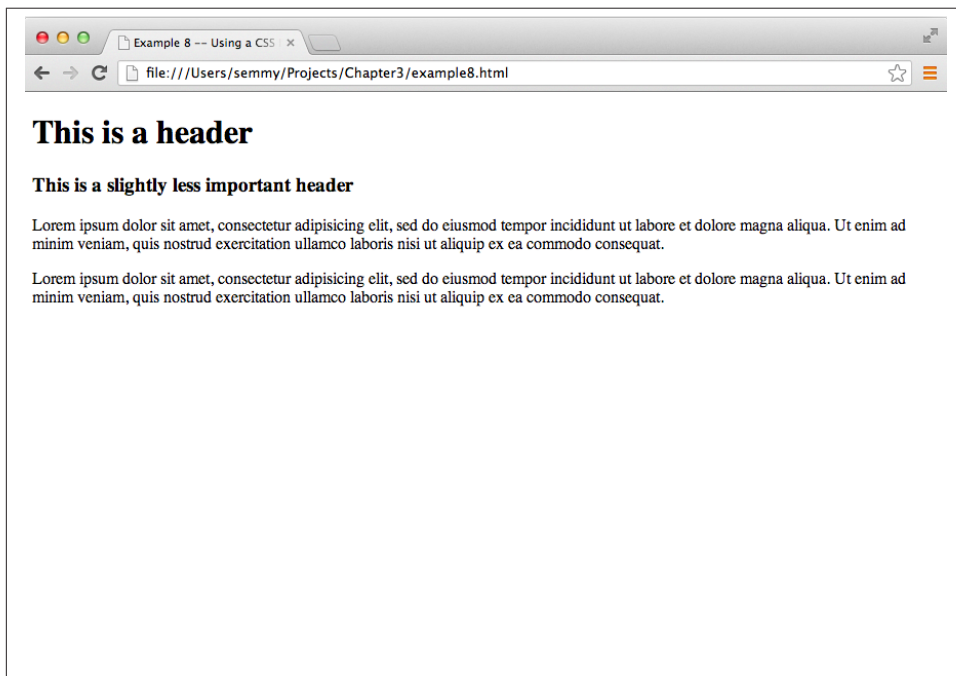 Example 8 -- Using a CSS
file:///Users/semmy/Projects/Chapter3/example8.html
This is a header
This is a slightly less important header
Lorem ipsum dolor sit amet, consectetur adipisicing elit, sed do eiusmod tempor incididunt ut labore et dolore magna aliqua. Ut enim ad
minim veniam, quis nostrud exercitation ullamco laboris nisi ut aliquip ex ea commodo consequat.
Lorem ipsum dolor sit amet, consectetur adipisicing elit, sed do eiusmod tempor incididunt ut labore et dolore magna aliqua. Ut enim ad
minim veniam, quis nostrud exercitation ullamco laboris nisi ut aliquip ex ea commodo consequat.